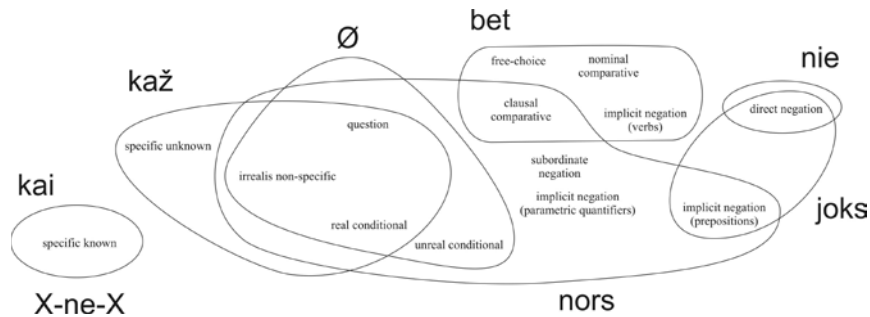 bet
Ø
nie
kaž
free-choice
nominal
comparative
clausal
comparative
implicit negation
(verbs)
direct negation
question
specific unknown
subordinate
negation
irrealis non-specific
kai
implicit negation
(parametric quantifiers)
implicit negation
(prepositions)
joks
real conditional
specific known
unreal conditional
X-ne-X
nors